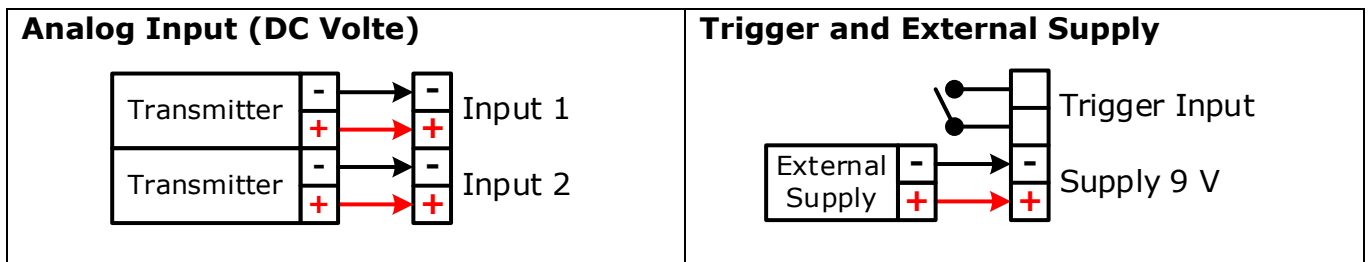 Analog Input (DC Volte)
Transmitter - - Input 1
+ +
Transmitter - - Input 2
+ +
Trigger and External Supply
Trigger Input
External Supply - - Supply 9 V
+ +